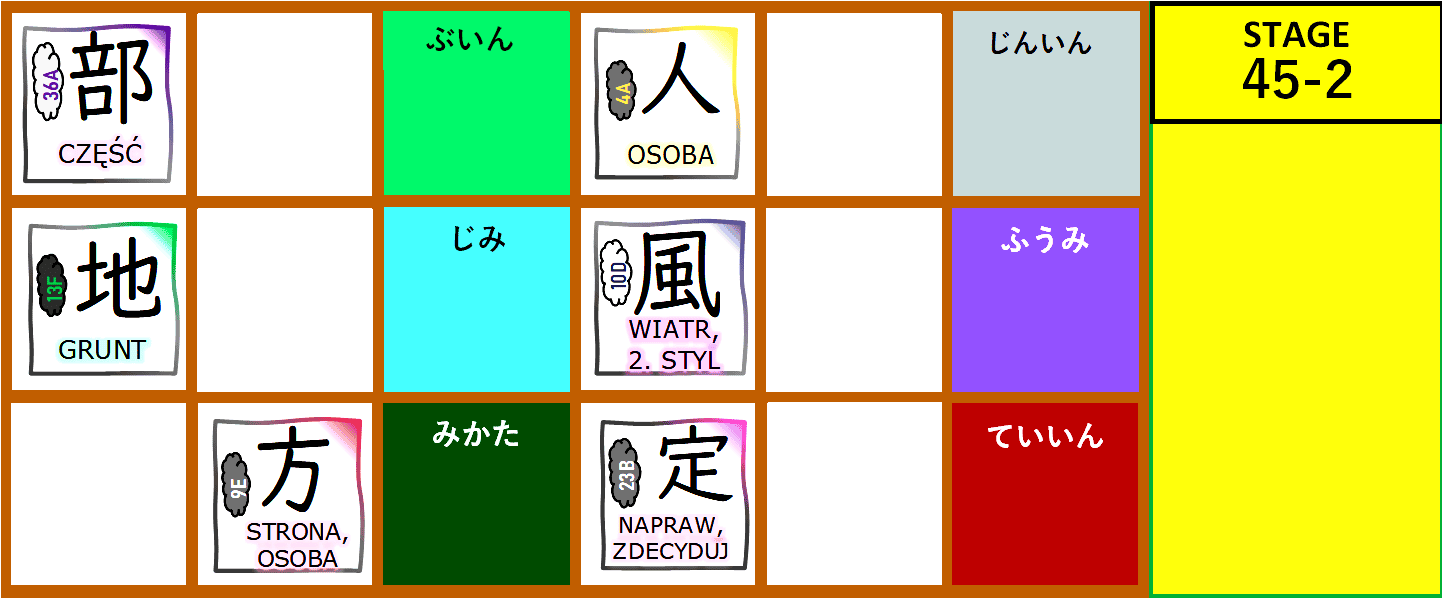 部
36A
CZĘŚĆ
ぶいん
人
4A
OSOBA
じんいん
STAGE
45-2
地
13F
GRUNT
じみ
風
10D
WIATR,
2. STYL
ふうみ
方
9E
STRONA,
OSOBA
みかた
定
23B
NAPRAW,
ZDECYDUJ
ていいん